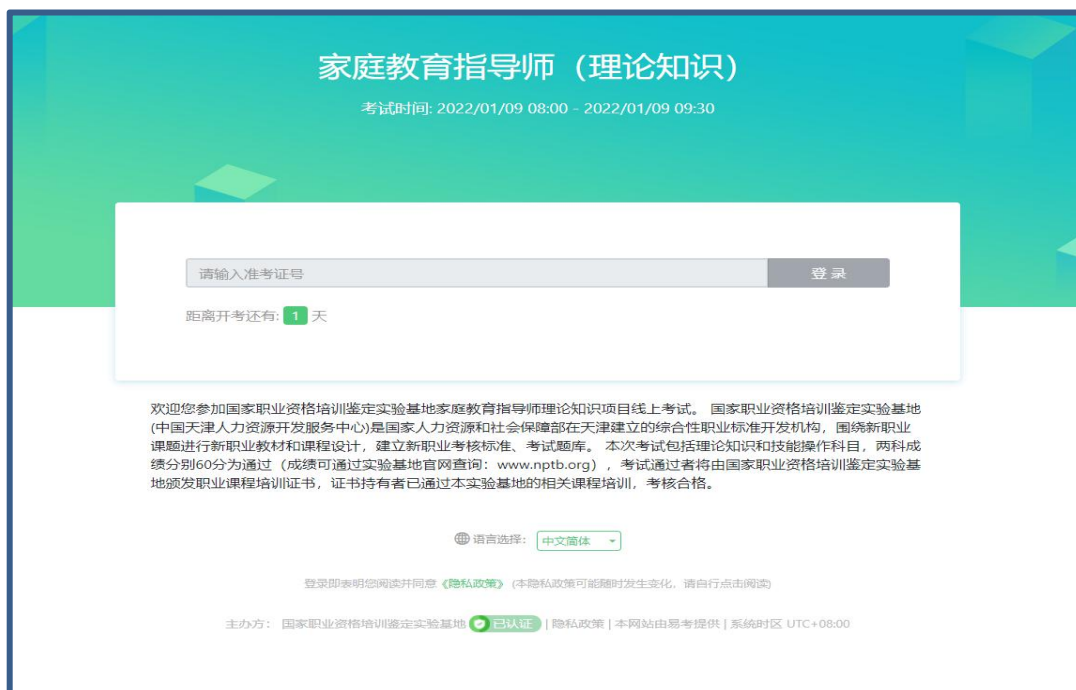 家庭教育指导师（理论知识）
考试时间: 2022/01/09 08:00 - 2022/01/09 09:30
请输入准考证号
登 录
距离开考还有: 1 天
欢迎您参加国家职业资格培训鉴定实验基地家庭教育指导师理论知识项目线上考试。 国家职业资格培训鉴定实验基地
(中国天津人力资源开发服务中心)是国家人力资源和社会保障部在天津建立的综合性职业标准开发机构，围绕新职业
课题进行新职业教材和课程设计，建立新职业考核标准、考试题库。 本次考试包括理论知识和技能操作科目，两科成
绩分别60分为通过（成绩可通过实验基地官网查询：www.nptb.org），考试通过者将由国家职业资格培训鉴定实验基
地颁发职业课程培训证书，证书持有者已通过本实验基地的相关课程培训，考核合格。
语言选择： 中文简体
登录即表明您阅读并同意《隐私政策》 (本隐私政策可能随时发生变化，请自行点击阅读)
主办方： 国家职业资格培训鉴定实验基地 已认证 | 隐私政策 | 本网站由易考提供 | 系统时区 UTC+08:00